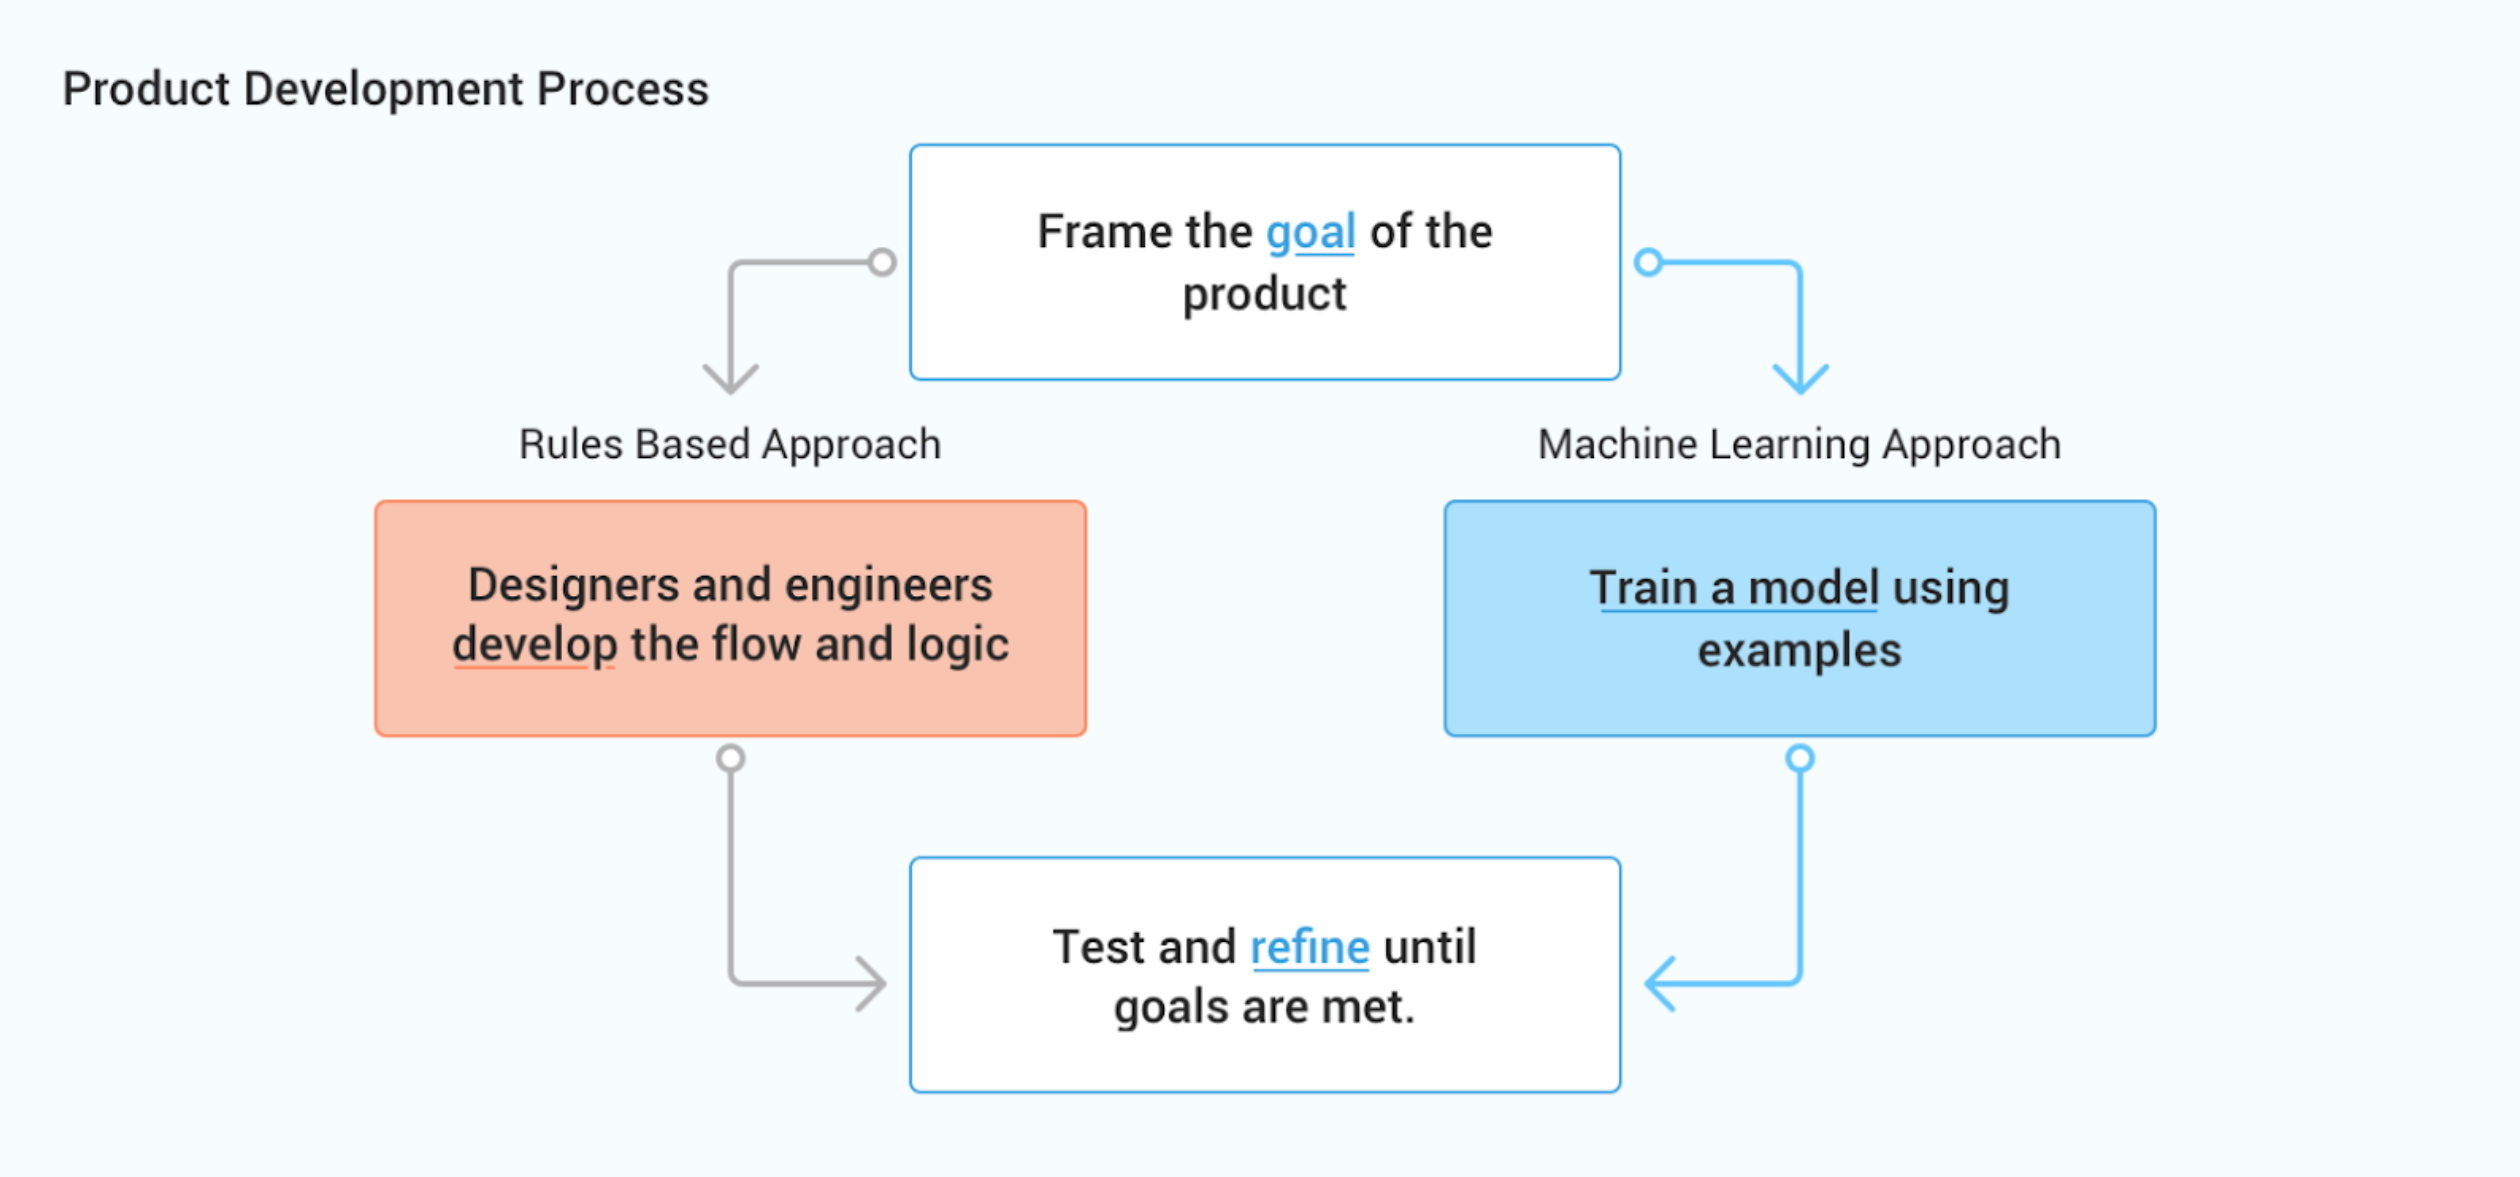 Product Development Process
Frame the goal of the
product
Rules Based Approach
Machine Learning Approach
Designers and engineers
develop the flow and logic
Train a model using
examples
Test and refine until
goals are met.